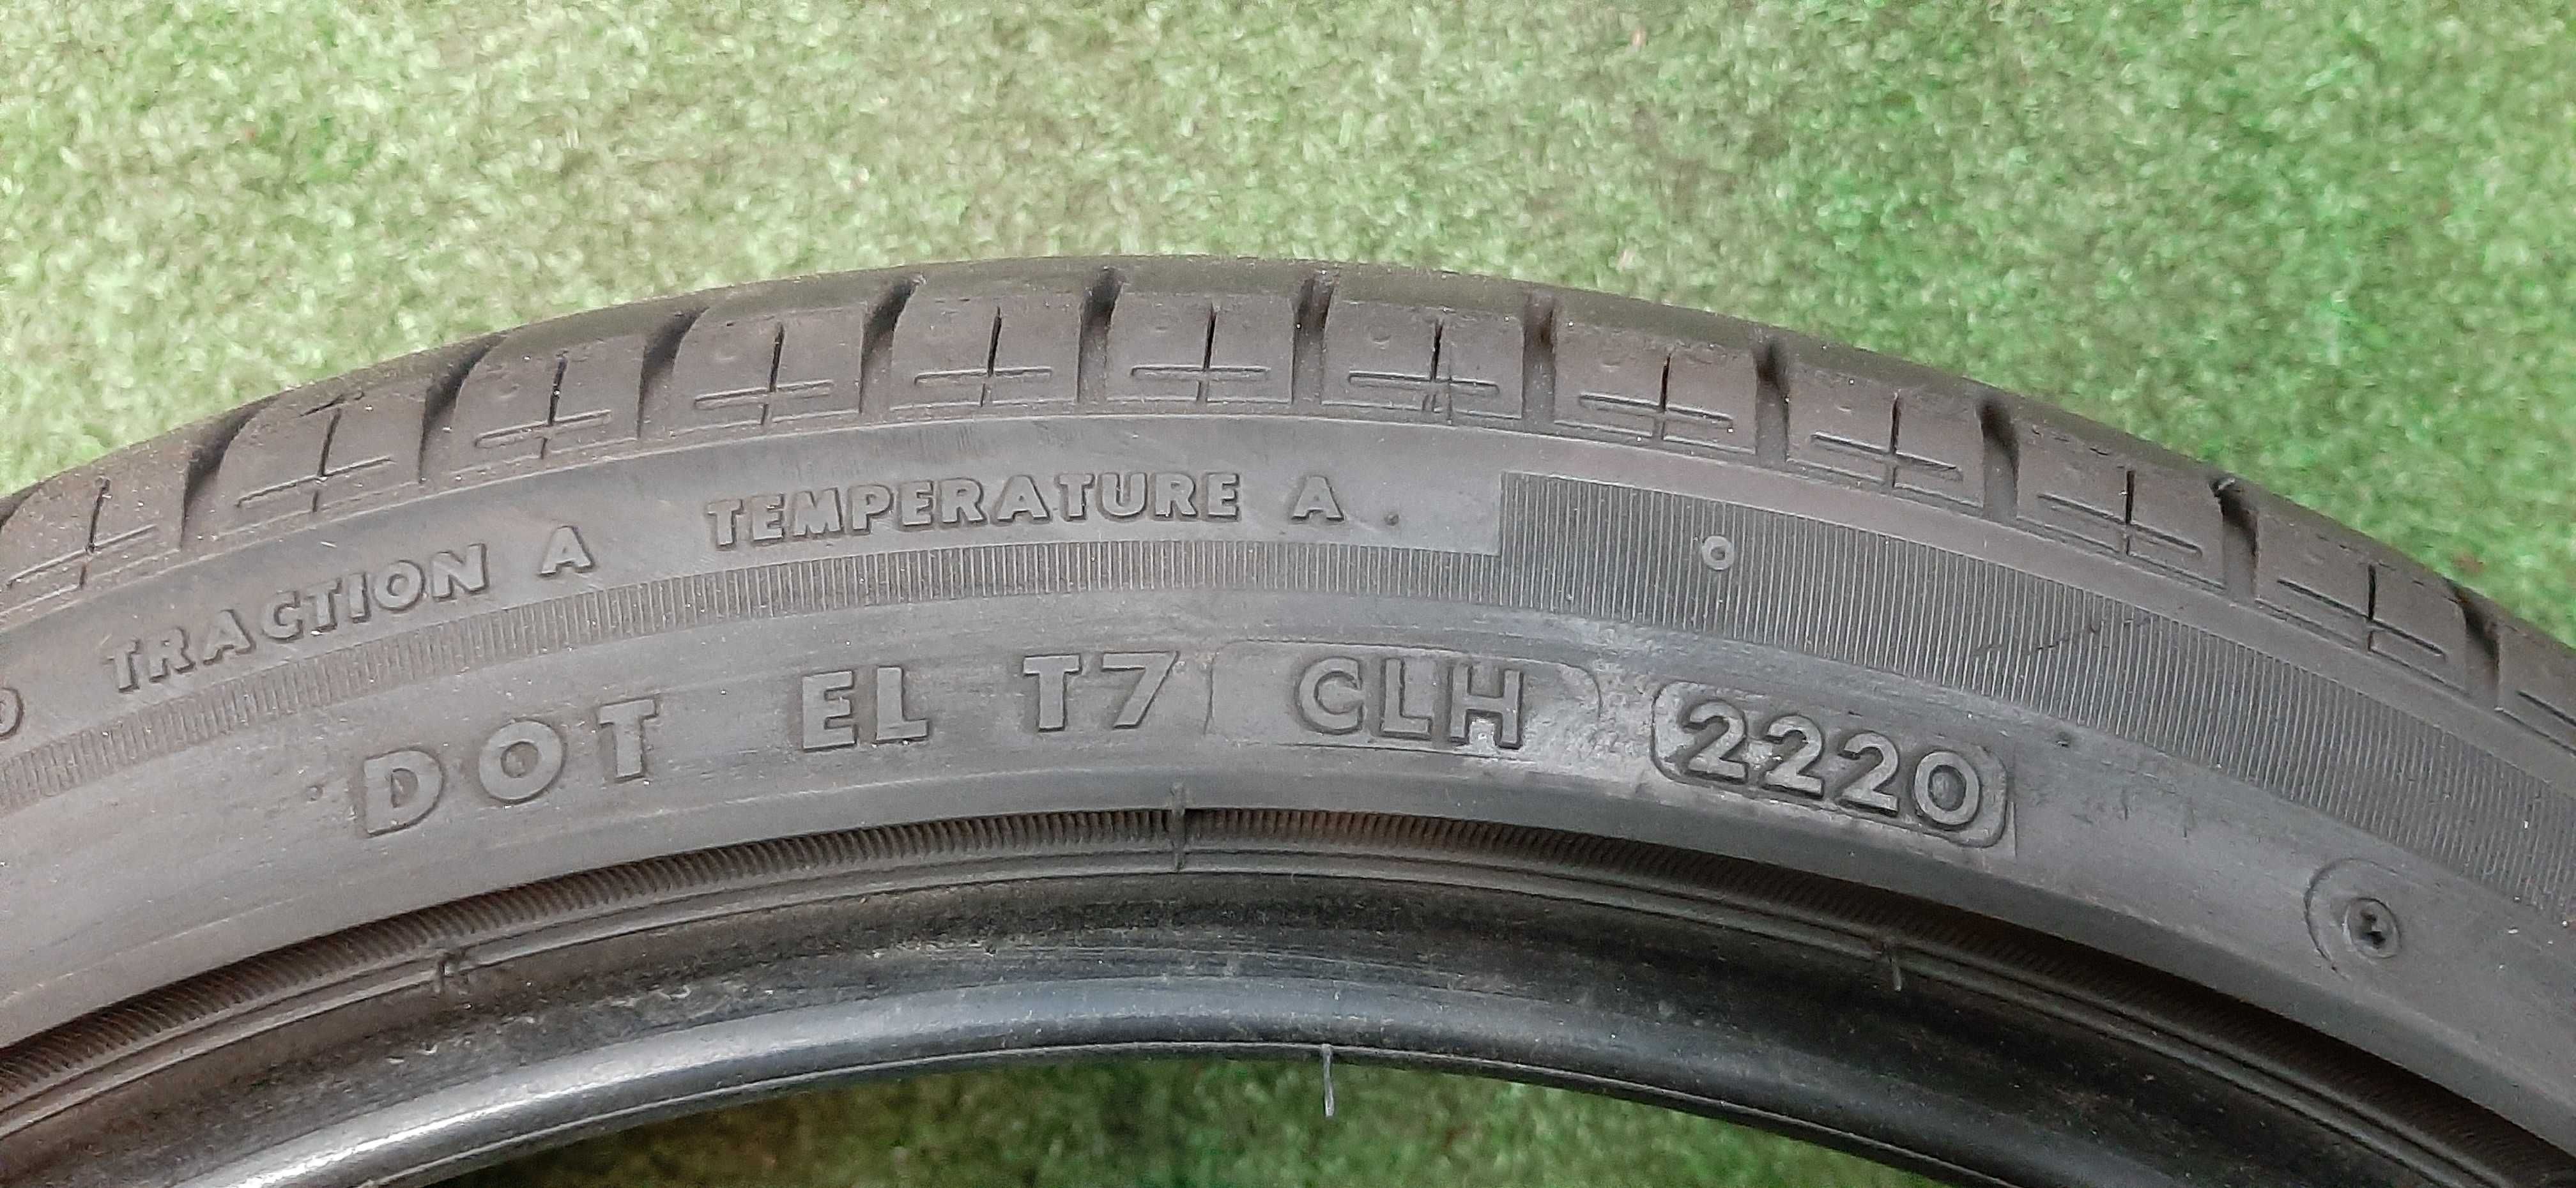 TRACTION A TEMPERATURE A
DOT EL T7 CLH 2220